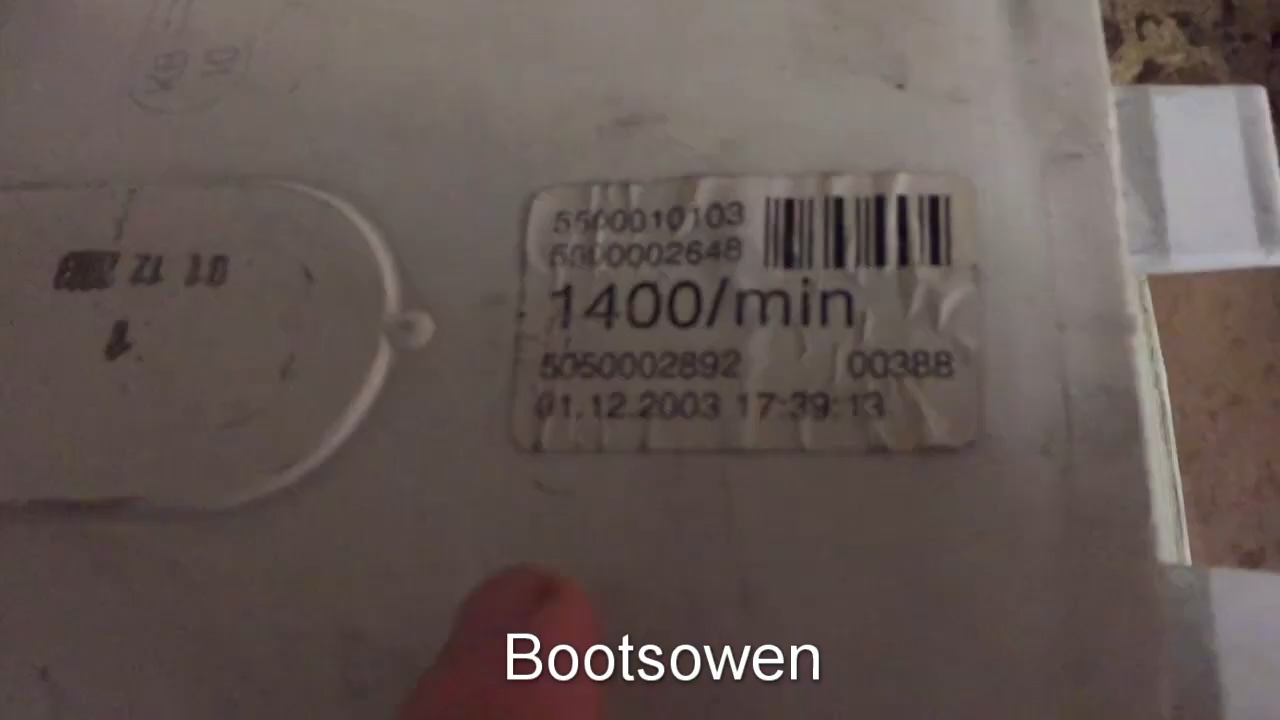 5500010103
5000002648
1400/min
5050002892 00388
01.12.2003 17:39:13
Bootsowen